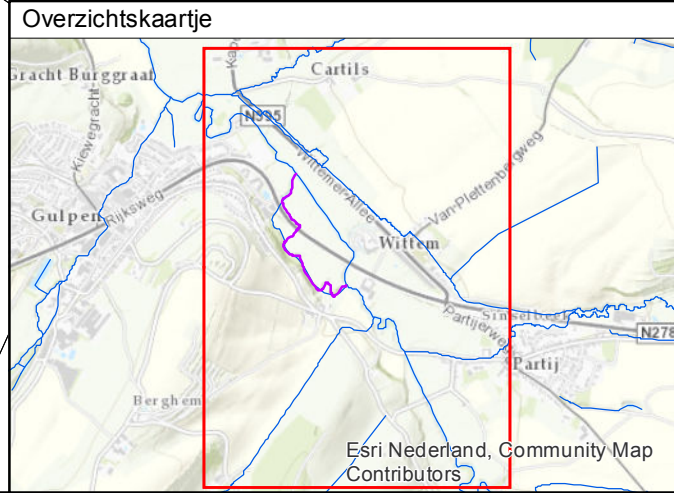 Overzichtskaartje
Gracht Burggraaf
Cartils
N595
Kiewegracht-
Wittemer-Allee
Van-Plettenbergweg
Gulpen
Rijksweg
Wittem
Sinselbeek
Partijerweg
N278
Partij
Berghem
Esri Nederland, Community Map
Contributors